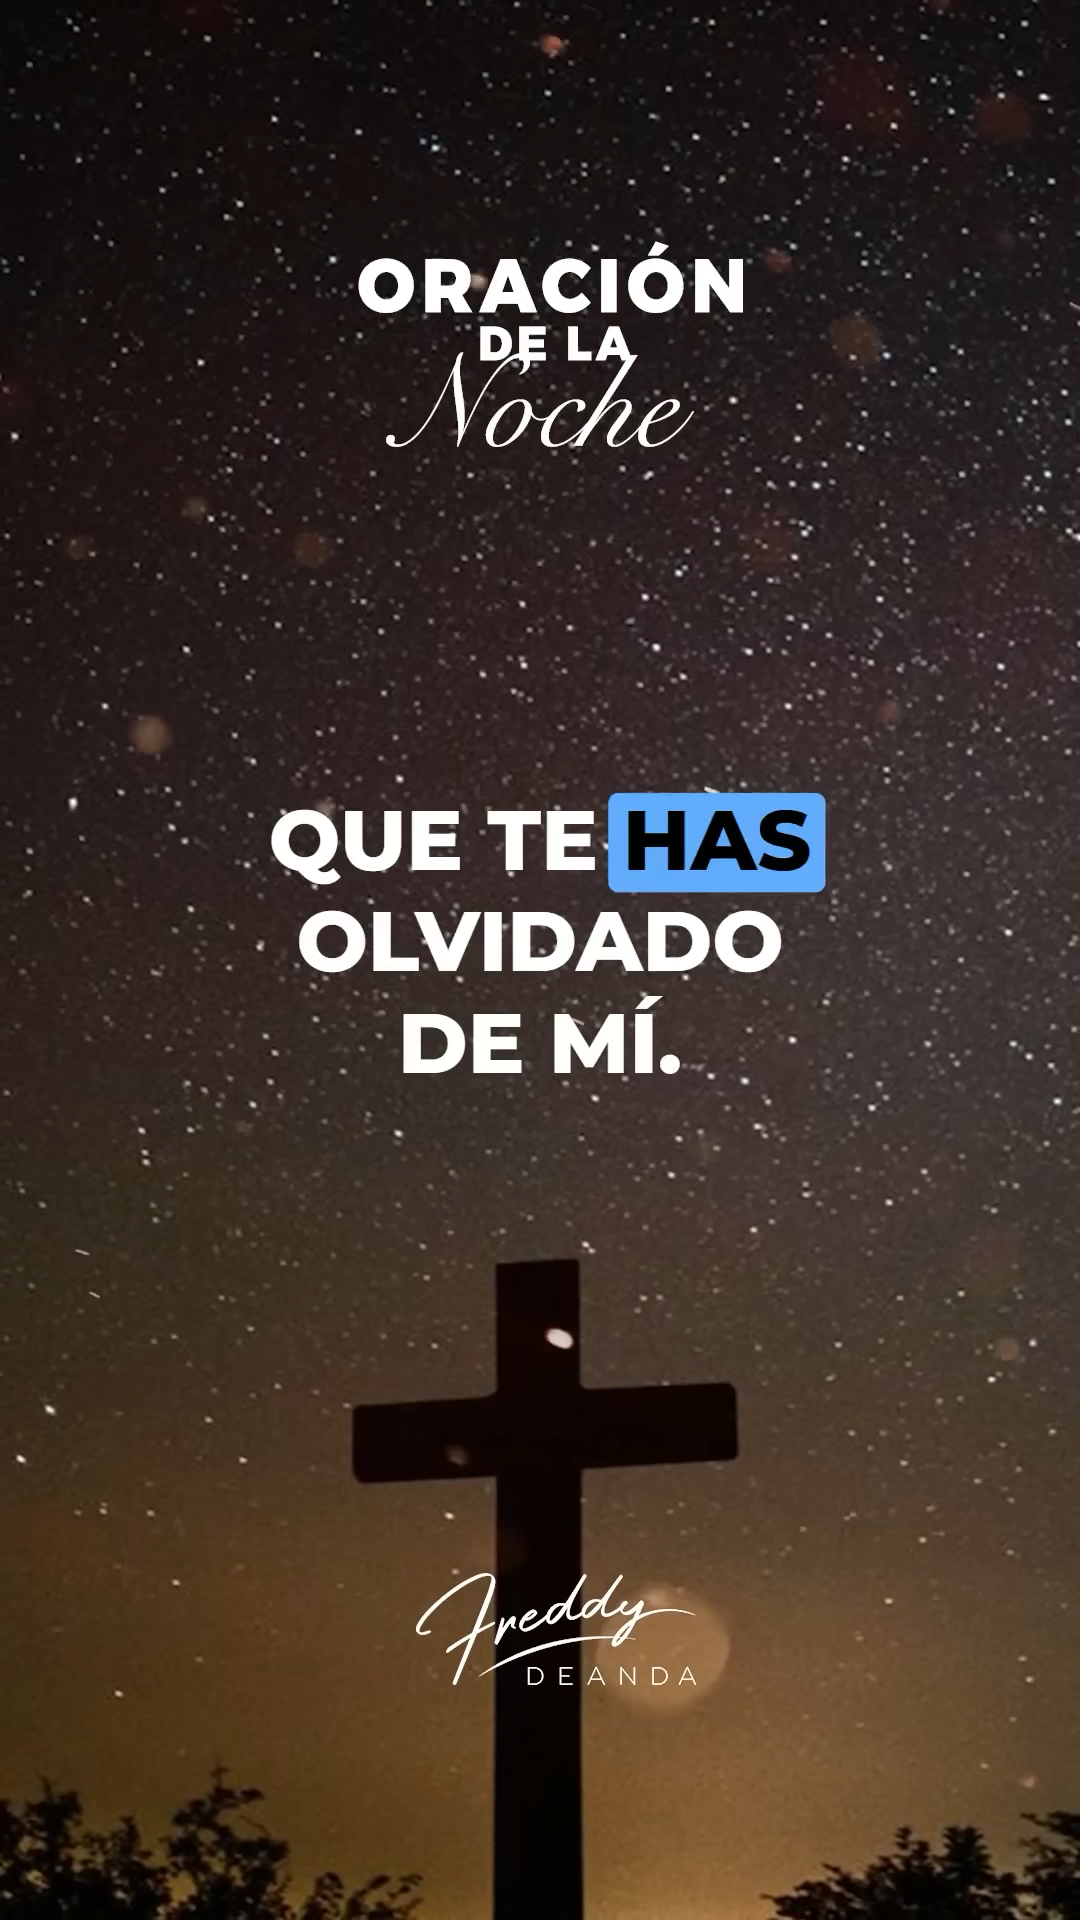 ORACIÓN
DE LA
Noche
QUE TE HAS
OLVIDADO
DE MÍ.
Freddy
DEANDA